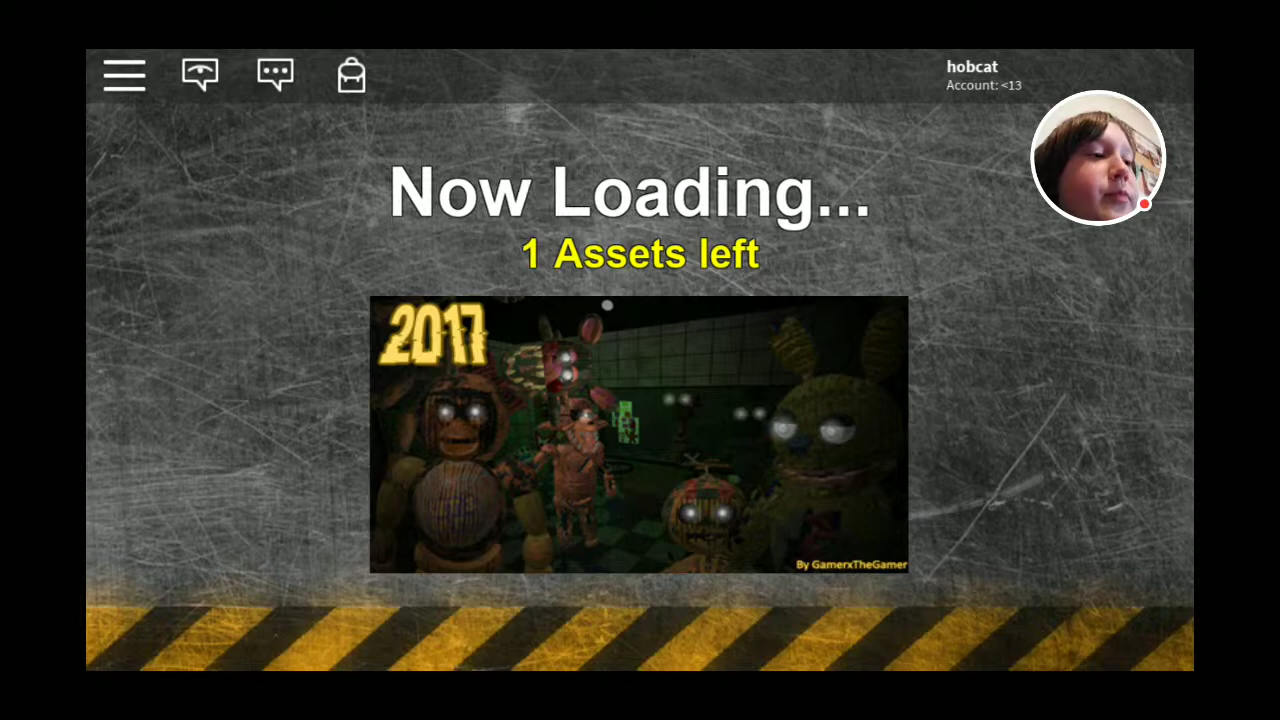 hobcat
Account: <13
Now Loading...
1 Assets left
2017
By GamerxTheGamer